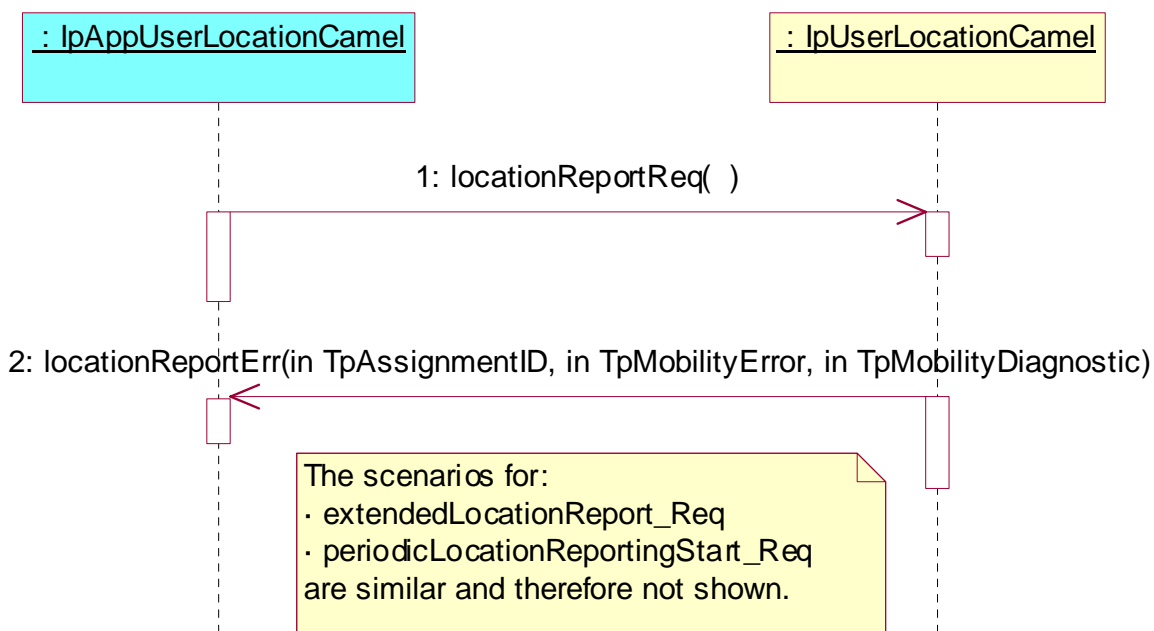 : IpAppUserLocationCamel
: IpUserLocationCamel
1: locationReportReq( )
2: locationReportErr(in TpAssignmentID, in TpMobilityError, in TpMobilityDiagnostic)
The scenarios for:
· extendedLocationReport_Req
· periodicLocationReportingStart_Req
are similar and therefore not shown.